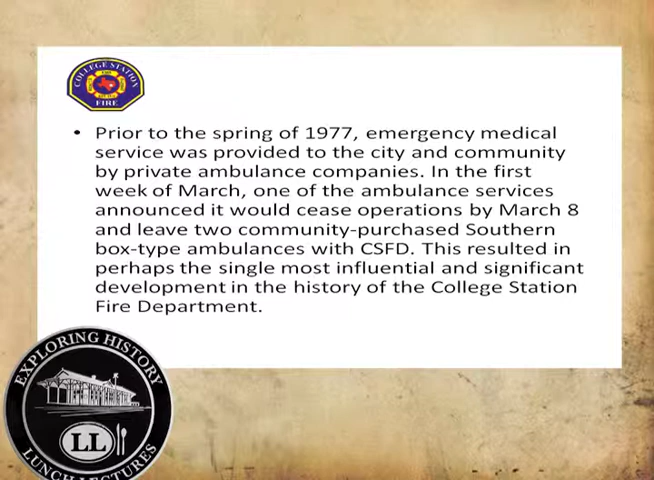 COLLEGE STATION
FIRE
• Prior to the spring of 1977, emergency medical
service was provided to the city and community
by private ambulance companies. In the first
week of March, one of the ambulance services
announced it would cease operations by March 8
and leave two community-purchased Southern
box-type ambulances with CSFD. This resulted in
perhaps the single most influential and significant
development in the history of the College Station
Fire Department.
EXPLORING HISTORY
LL
LUNCH LECTURES